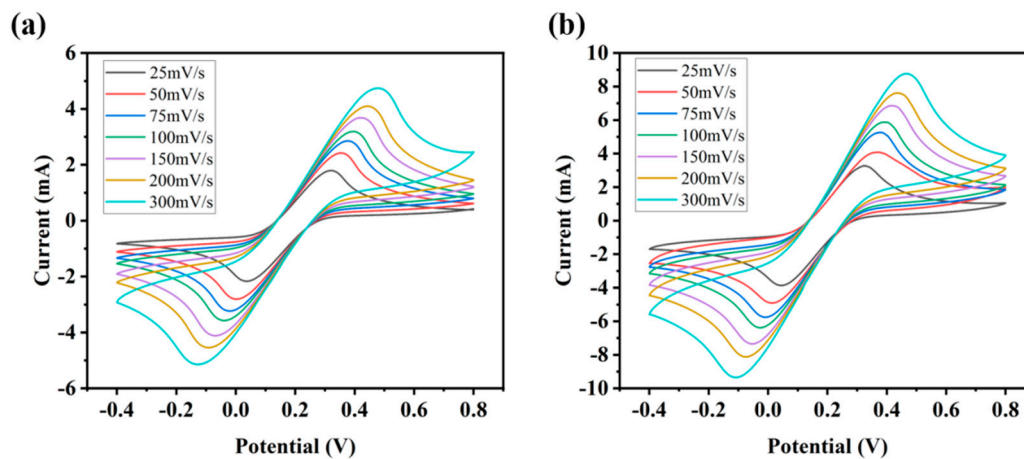 (a)
6
4
2
0
-2
-4
-6
Current (mA)
25mV/s
50mV/s
75mV/s
100mV/s
150mV/s
200mV/s
300mV/s
-0.4 -0.2 0.0 0.2 0.4 0.6 0.8
Potential (V)
(b)
10
8
6
4
2
0
-2
-4
-6
-8
-10
Current (mA)
25mV/s
50mV/s
75mV/s
100mV/s
150mV/s
200mV/s
300mV/s
-0.4 -0.2 0.0 0.2 0.4 0.6 0.8
Potential (V)